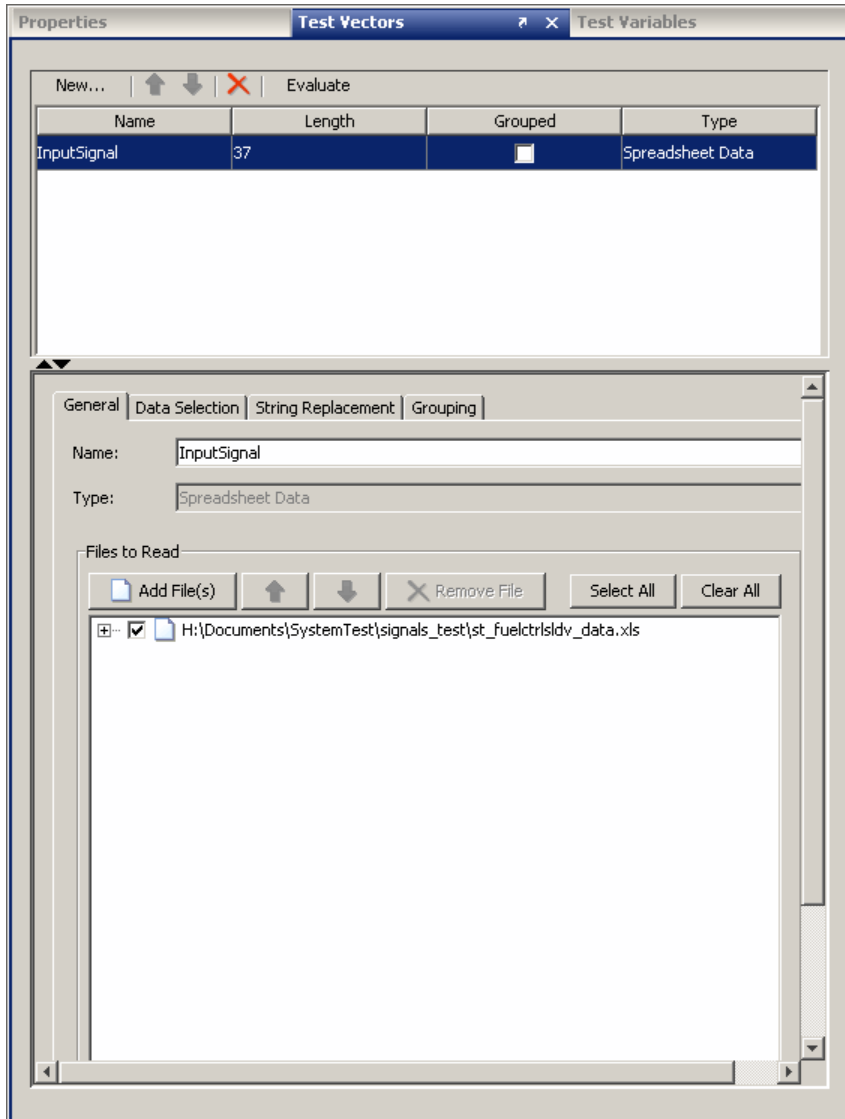 Properties Test Vectors Test Variables
New... Evaluate
Name Length Grouped Type
InputSignal 37 Spreadsheet Data
General Data Selection String Replacement Grouping
Name: InputSignal
Type: Spreadsheet Data
Files to Read
Add File(s) Remove File Select All Clear All
H:\Documents\SystemTest\signals_test\st_fuelctrlsldv_data.xls